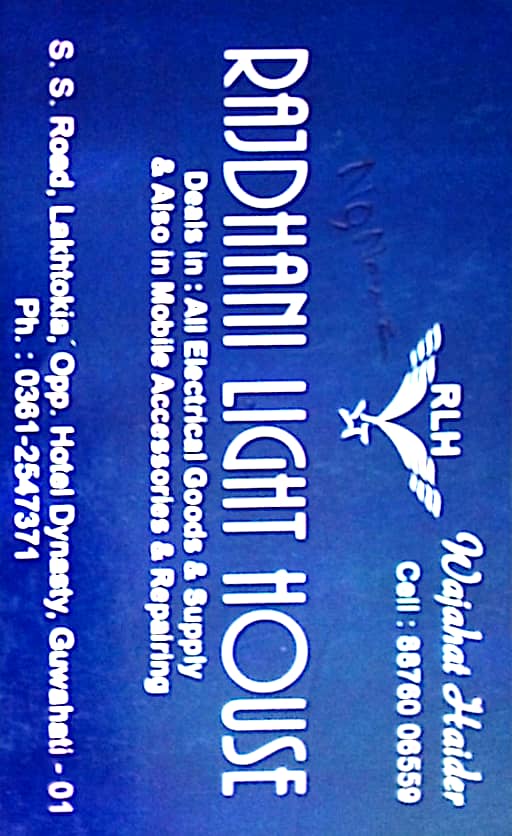 RLH
Wajahat Haider
Cell : 88760 06559
RAJDHANI LIGHT HOUSE
Deals in : All Electrical Goods & Supply
& Also in Mobile Accessories & Repairing
S. S. Road, Lakhtokia, Opp. Hotel Dynasty, Guwahati - 01
Ph. : 0361-2547371